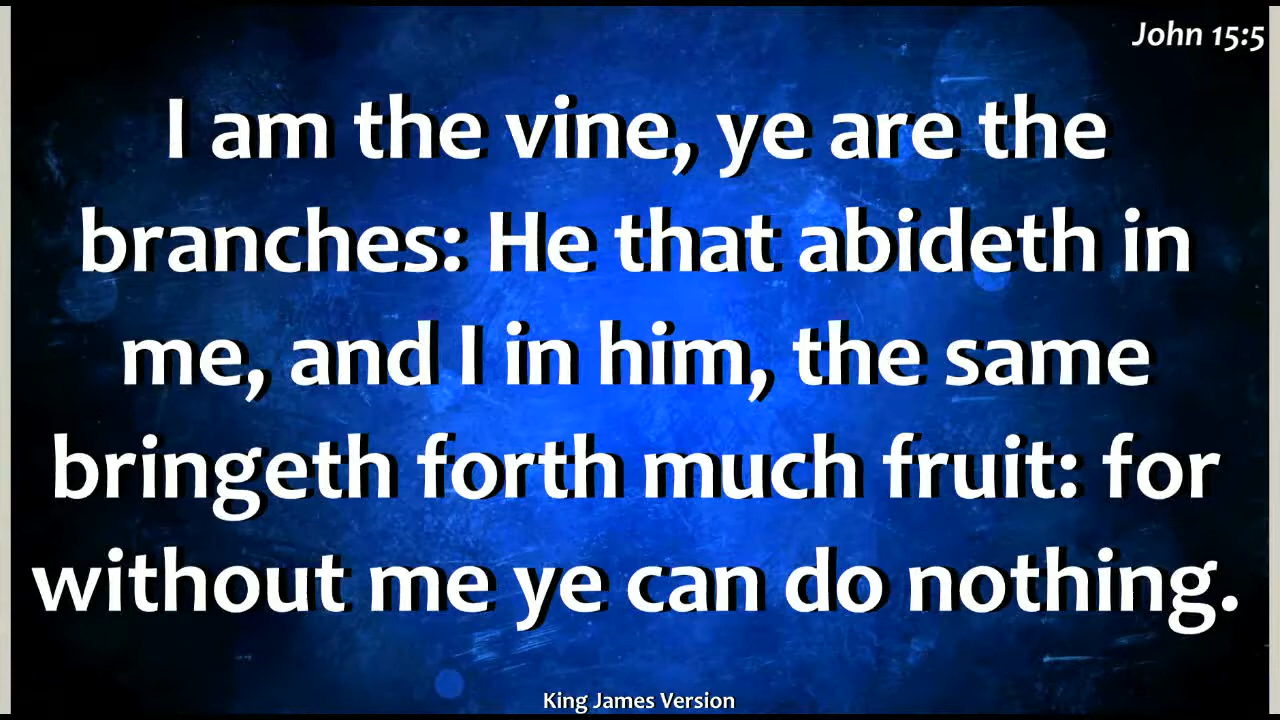 John 15:5
I am the vine, ye are the
branches: He that abideth in
me, and I in him, the same
bringeth forth much fruit: for
without me ye can do nothing.
King James Version